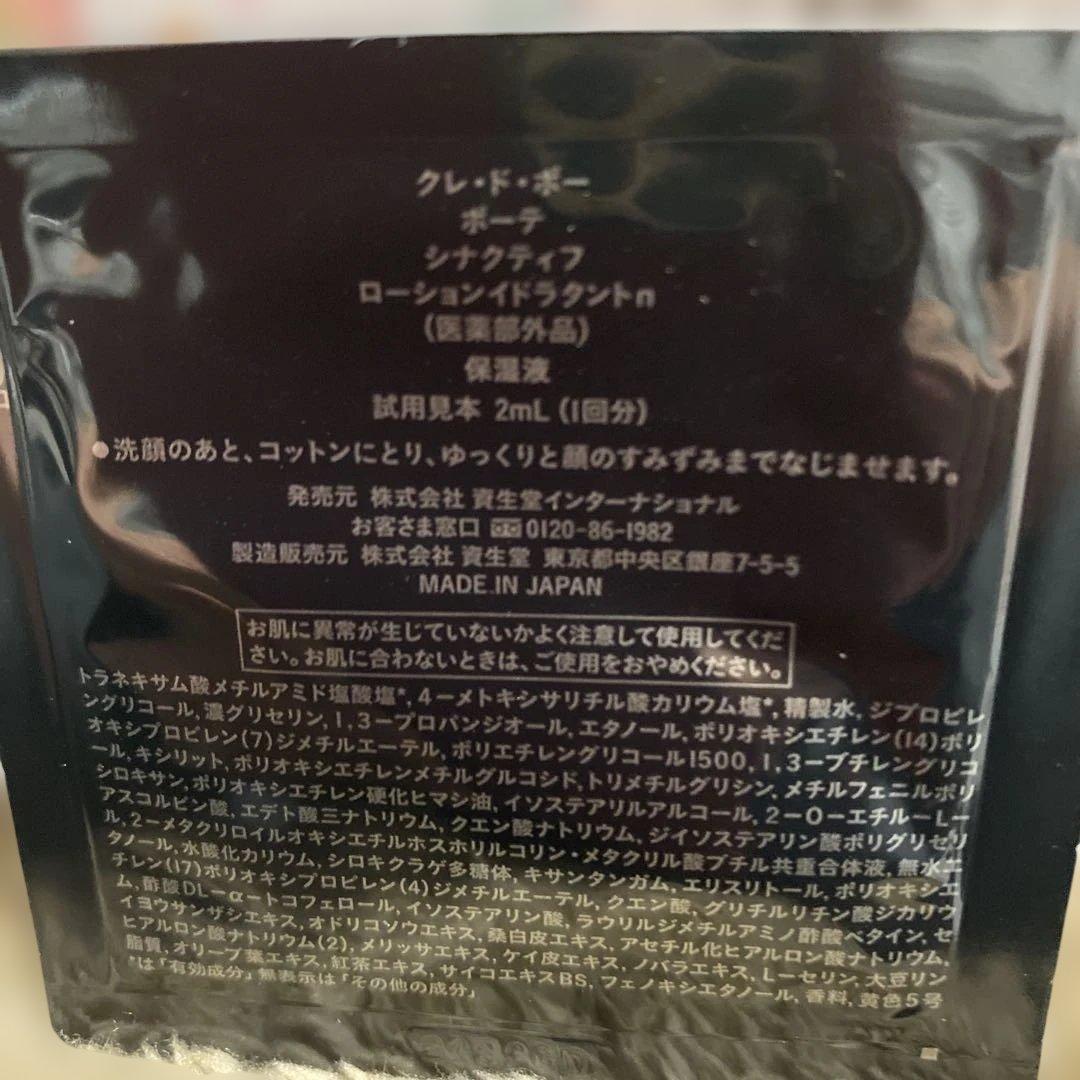 クレ・ド・ポー
ボーテ
シナクティフ
ローションイドラタントn
(医薬部外品)
保湿液
試用見本 2mL (1回分)
●洗顔のあと、コットンにとり、ゆっくりと顔のすみずみまでなじませます。
発売元 株式会社 資生堂インターナショナル
お客さま窓口 0120-86-1982
製造販売元 株式会社 資生堂 東京都中央区銀座7-5-5
MADE IN JAPAN
お肌に異常が生じていないかよく注意して使用してくだ
さい。お肌に合わないときは、ご使用をおやめください。
トラネキサム酸メチルアミド塩酸塩*, 4ーメトキシサリチル酸カリウム塩*, 精製水, ジプロピレ
ングリコール, 濃グリセリン, 1, 3ープロパンジオール, エタノール, ポリオキシエチレン(14)ポリ
オキシプロピレン(7)ジメチルエーテル, ポリエチレングリコール1500, 1, 3ーブチレングリコ
ール, キシリット, ポリオキシエチレンメチルグルコシド, トリメチルグリシン, メチルフェニルポリ
シロキサン, ポリオキシエチレン硬化ヒマシ油, イソステアリルアルコール, 2ーOーエチルーLー
アスコルビン酸, エデト酸三ナトリウム, クエン酸ナトリウム, ジイソステアリン酸ポリグリセリ
ル, 2ーメタクリロイルオキシエチルホスホリルコリン・メタクリル酸ブチル共重合体液, 無水エ
タノール, 水酸化カリウム, シロキクラゲ多糖体, キサンタンガム, エリスリトール, ポリオキシエ
チレン(17)ポリオキシプロピレン(4)ジメチルエーテル, クエン酸, グリチルリチン酸ジカリウ
ム, 酢酸DLーαートコフェロール, イソステアリン酸, ラウリルジメチルアミノ酢酸ベタイン, セ
イヨウサンザシエキス, オドリコソウエキス, 桑白皮エキス, アセチル化ヒアルロン酸ナトリウム,
ヒアルロン酸ナトリウム(2), メリッサエキス, ケイ皮エキス, ノバラエキス, Lーセリン, 大豆リン
脂質, オリーブ葉エキス, 紅茶エキス, サイコエキスBS, フェノキシエタノール, 香料, 黄色5号
*は「有効成分」無表示は「その他の成分」